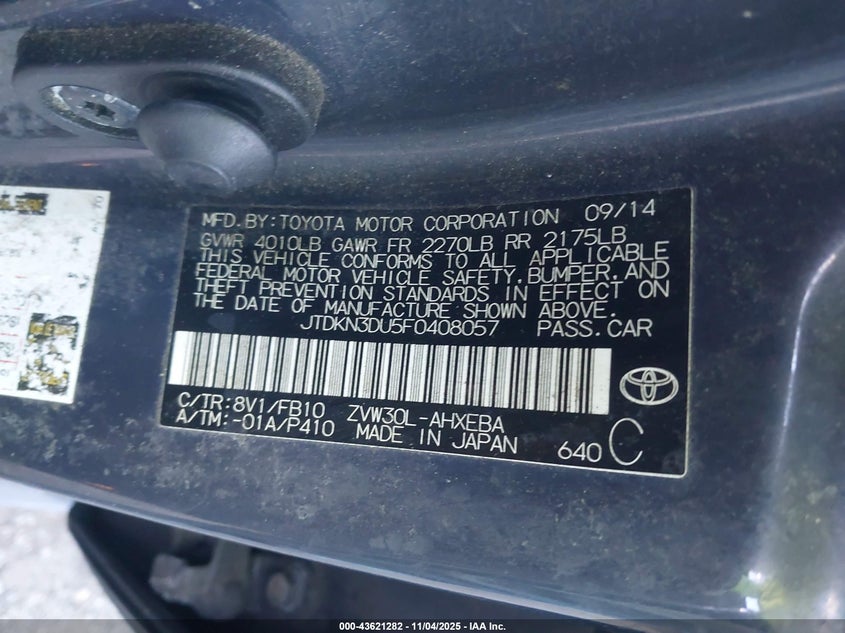 MFD.BY:TOYOTA MOTOR CORPORATION 09/14
GVWR 4010LB GAWR FR 2270LB RR 2175LB
THIS VEHICLE CONFORMS TO ALL APPLICABLE
FEDERAL MOTOR VEHICLE SAFETY,BUMPER,AND
THEFT PREVENTION STANDARDS IN EFFECT ON
THE DATE OF MANUFACTURE SHOWN ABOVE.
JTDKN3DU5F0408057 PASS.CAR
C/TR:8V1/FB10 ZVW30L-AHXEBA
A/TM:-01A/P410 MADE IN JAPAN 640 C
000-43621282 - 11/04/2025 - IAA Inc.